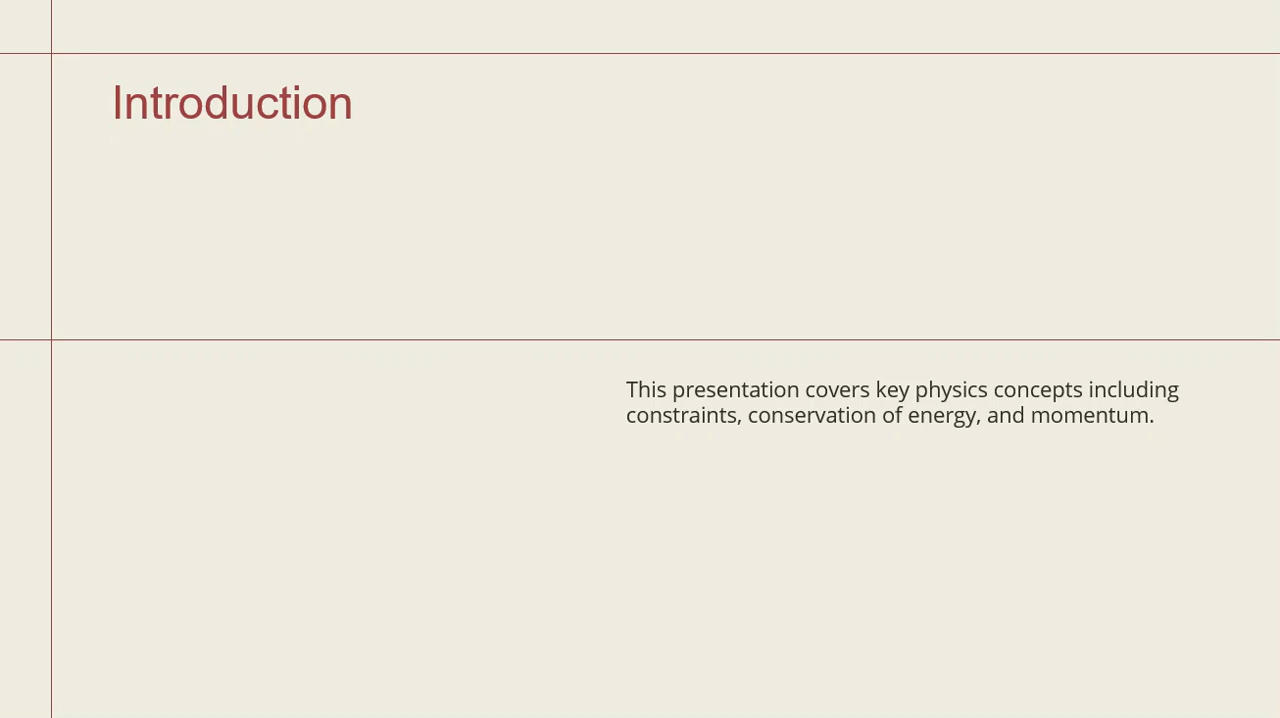 Introduction
This presentation covers key physics concepts including
constraints, conservation of energy, and momentum.